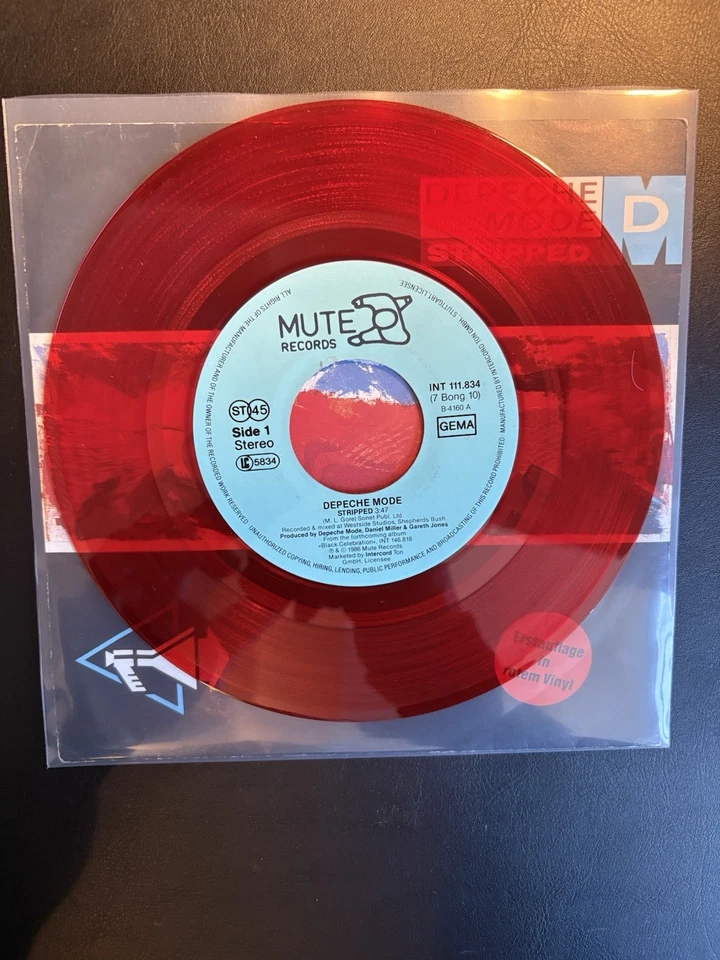 DEPECHE
MODE
STRIPPED
DM
MUTE
RECORDS
INT 111.834
(7 Bong 10)
B-4160 A
GEMA
ST 45
Side 1
Stereo
LC 5834
DEPECHE MODE
STRIPPED 3:47
(M. L. Gore) Sonet Publ. Ltd.
Recorded & mixed at Westside Studios, Shepherds Bush
Produced by Depeche Mode, Daniel Miller & Gareth Jones
From the forthcoming album
»Black Celebration«, INT 146.818
℗ & © 1986 Mute Records
Marketed by Intercord Ton
GmbH, Licensee
ALL RIGHTS OF THE MANUFACTURER AND OF THE OWNER OF THE RECORDED WORK RESERVED · UNAUTHORIZED COPYING, HIRING, LENDING, PUBLIC PERFORMANCE AND BROADCASTING OF THIS RECORD PROHIBITED · MANUFACTURED BY INTERCORD TON GMBH, STUTTGART, LICENSEE
Erstauflage
in
rotem Vinyl